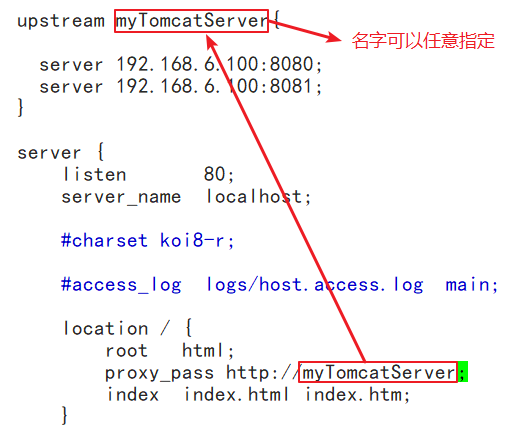 upstream myTomcatServer{
名字可以任意指定
server 192.168.6.100:8080;
server 192.168.6.100:8081;
}
server {
listen 80;
server_name localhost;
#charset koi8-r;
#access_log logs/host.access.log main;
location / {
root html;
proxy_pass http://myTomcatServer;
index index.html index.htm;
}